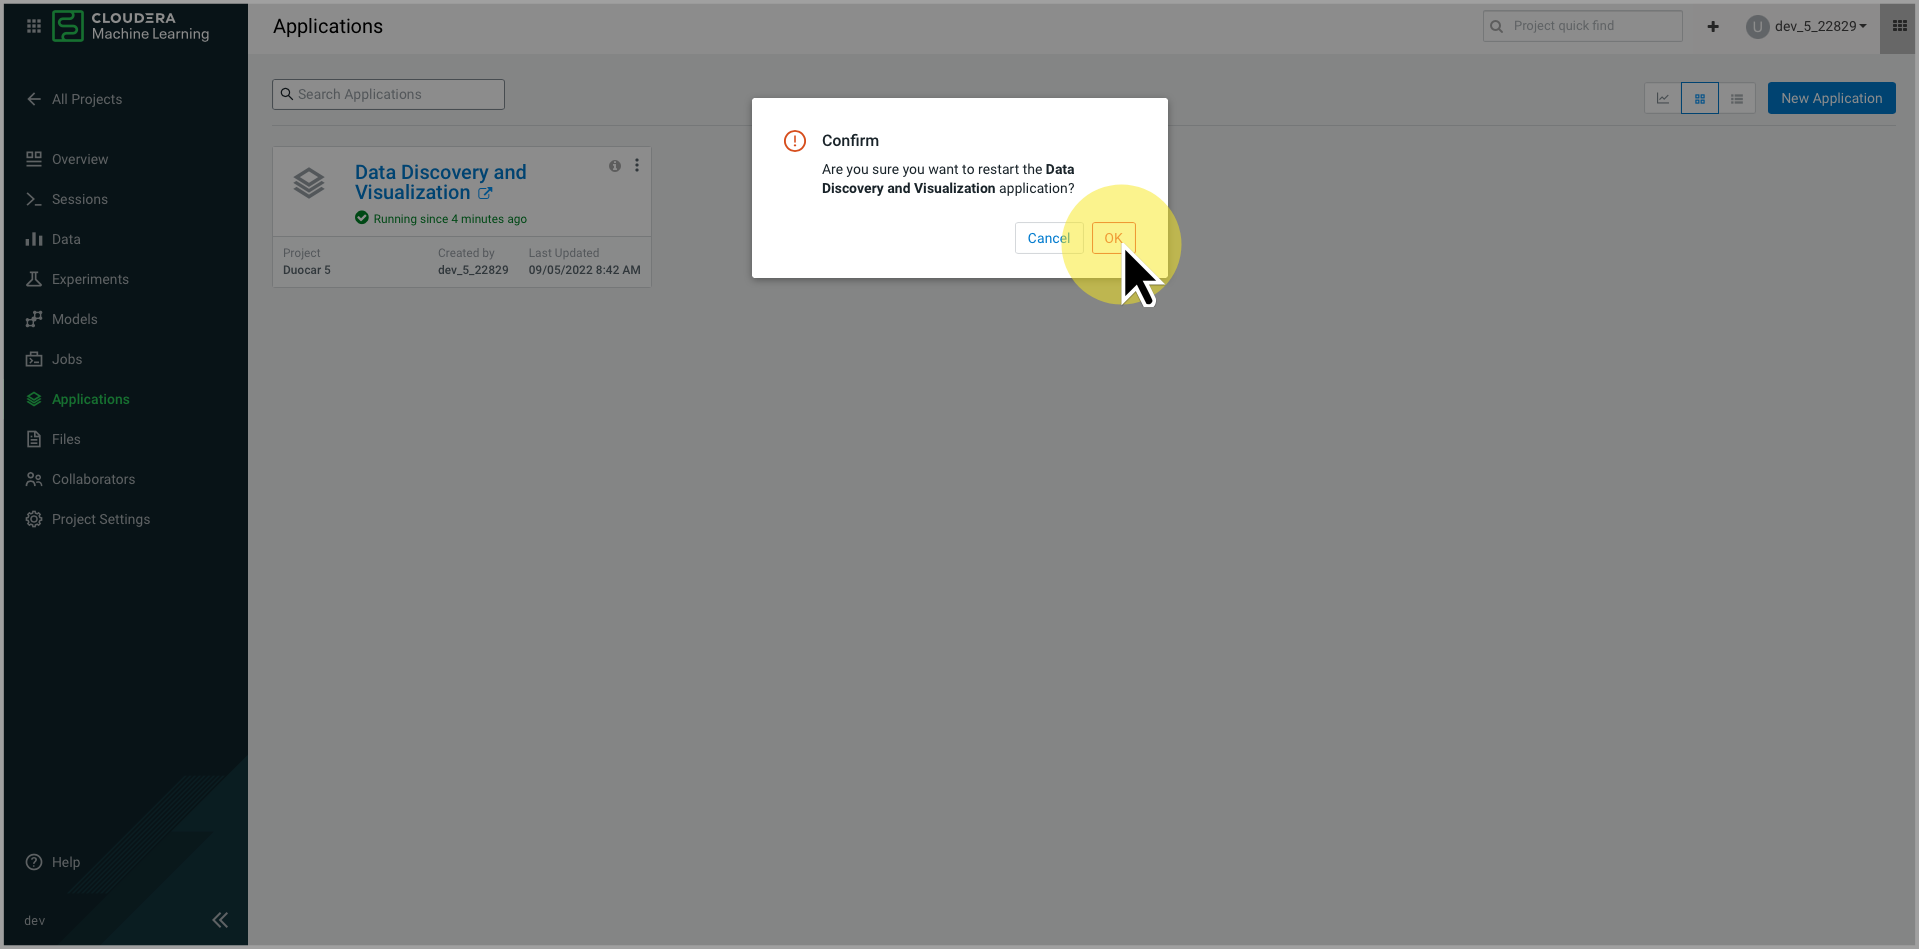 CLOUDERA
Machine Learning
Applications
Project quick find
U
dev_5_22829
All Projects
Overview
Sessions
Data
Experiments
Models
Jobs
Applications
Files
Collaborators
Project Settings
Help
dev
Search Applications
New Application
Data Discovery and
Visualization
Running since 4 minutes ago
Project
Created by
Last Updated
Duocar 5
dev_5_22829
09/05/2022 8:42 AM
Confirm
Are you sure you want to restart the Data
Discovery and Visualization application?
Cancel
OK